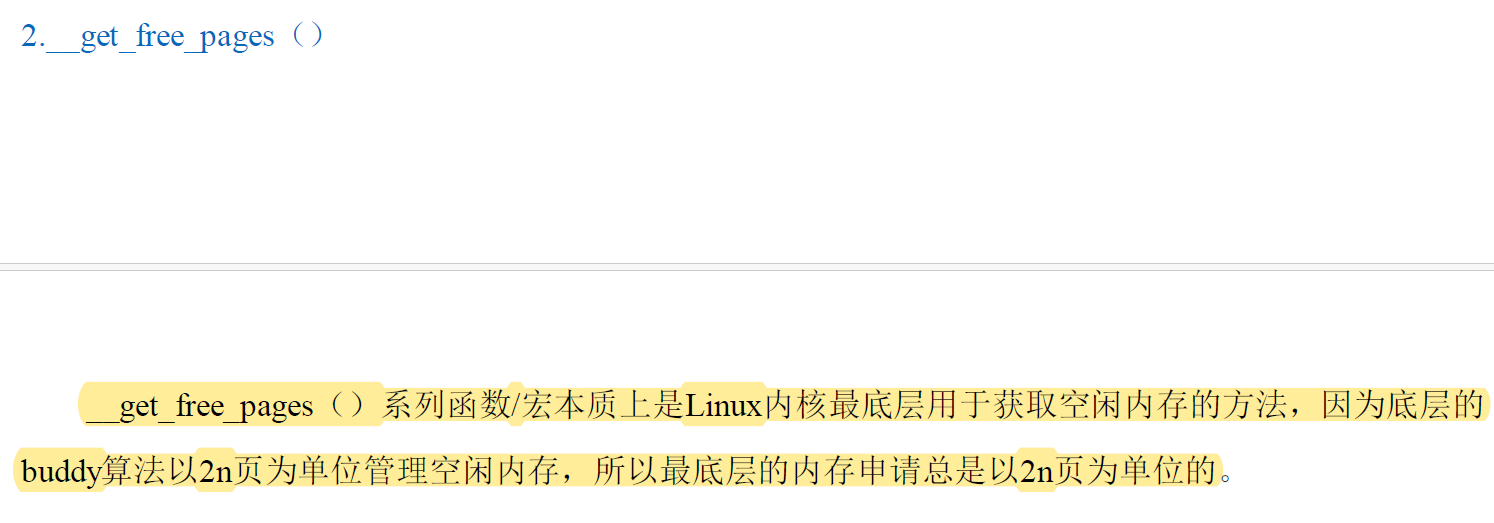 2.__get_free_pages（）
__get_free_pages（）系列函数/宏本质上是Linux内核最底层用于获取空闲内存的方法，因为底层的
buddy算法以2n页为单位管理空闲内存，所以最底层的内存申请总是以2n页为单位的。